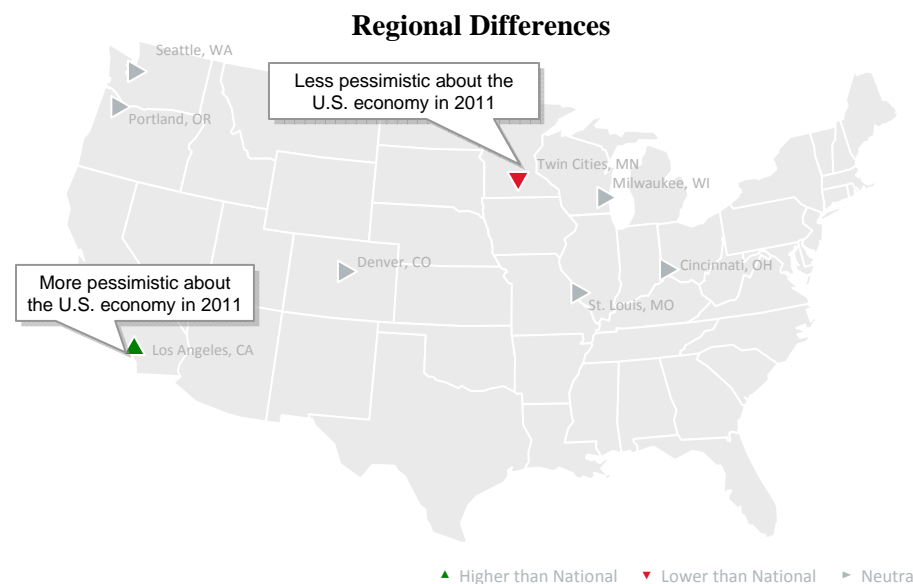 Regional Differences
Seattle, WA
Less pessimistic about the
U.S. economy in 2011
Portland, OR
Twin Cities, MN
Milwaukee, WI
Denver, CO
Cincinnati, OH
More pessimistic about
the U.S. economy in 2011
St. Louis, MO
Los Angeles, CA
Higher than National Lower than National Neutra